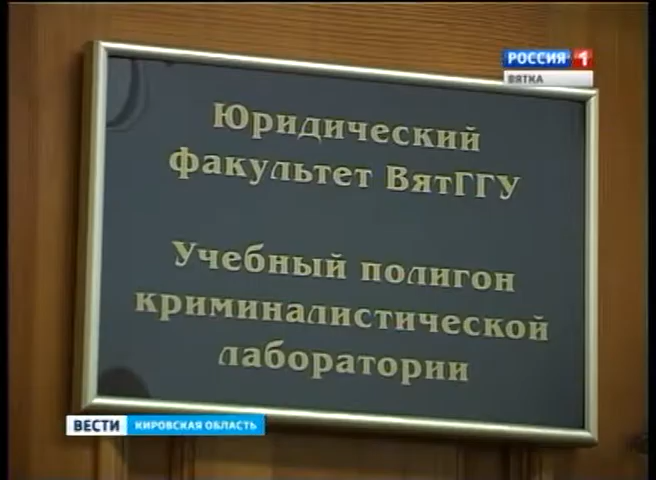 РОССИЯ 1
ВЯТКА
Юридический
факультет ВятГГУ
Учебный полигон
криминалистической
лаборатории
ВЕСТИ КИРОВСКАЯ ОБЛАСТЬ